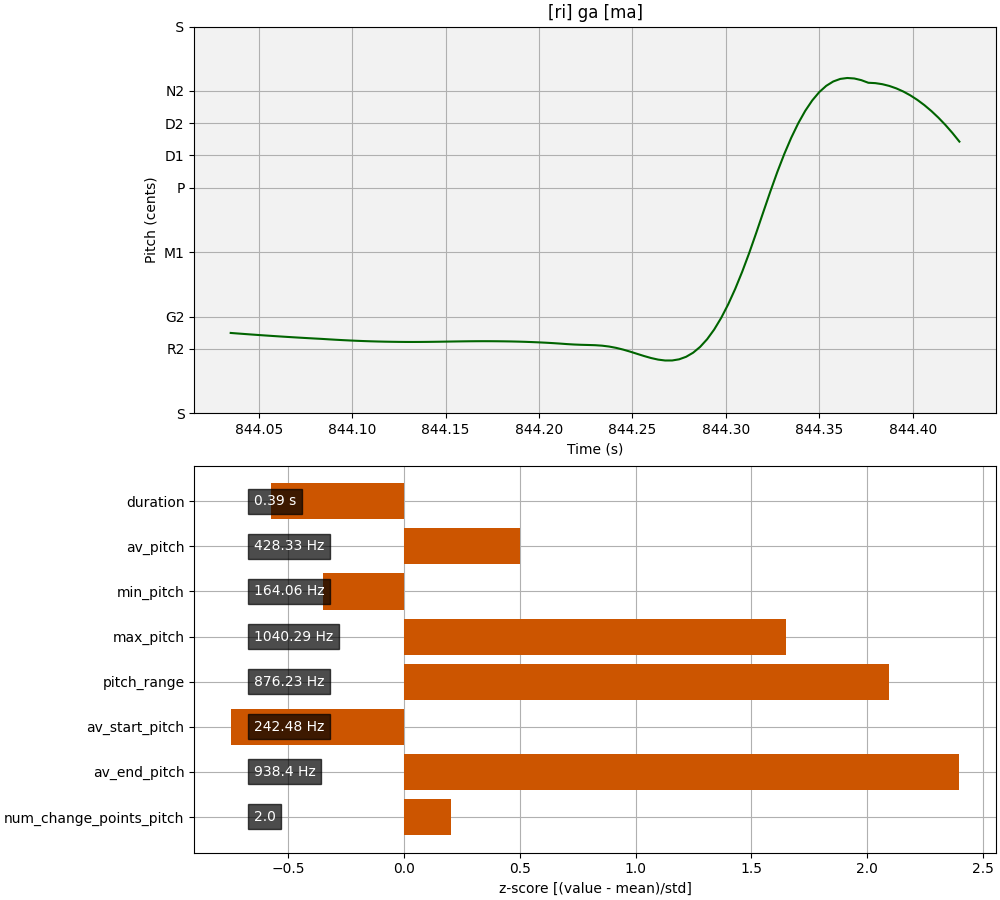 [ri] ga [ma]
S
N2
D2
D1
P
M1
G2
R2
S
Pitch (cents)
844.05 844.10 844.15 844.20 844.25 844.30 844.35 844.40
Time (s)
duration 0.39 s
av_pitch 428.33 Hz
min_pitch 164.06 Hz
max_pitch 1040.29 Hz
pitch_range 876.23 Hz
av_start_pitch 242.48 Hz
av_end_pitch 938.4 Hz
num_change_points_pitch 2.0
−0.5 0.0 0.5 1.0 1.5 2.0 2.5
z-score [(value - mean)/std]